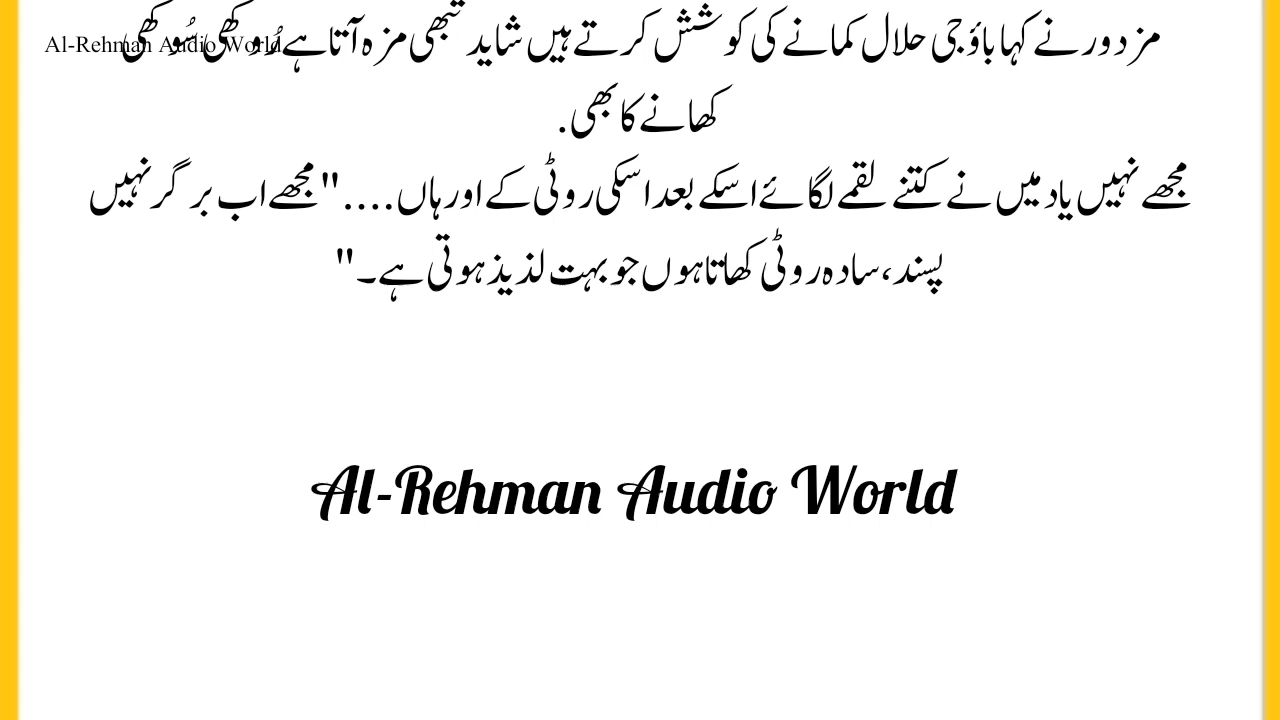 Al-Rehman Audio World
مزدور نے کہا باؤ جی حلال کمانے کی کوشش کرتے ہیں شاید تبھی مزہ آتا ہے رُوکھی سُوکھی
کھانے کا بھی.
مجھے نہیں یاد میں نے کتنے لقمے لگائے اسکے بعد اسکی روٹی کے اور ہاں...."مجھے اب برگر نہیں
پسند، سادہ روٹی کھاتا ہوں جو بہت لذیذ ہوتی ہے۔"
Al-Rehman Audio World